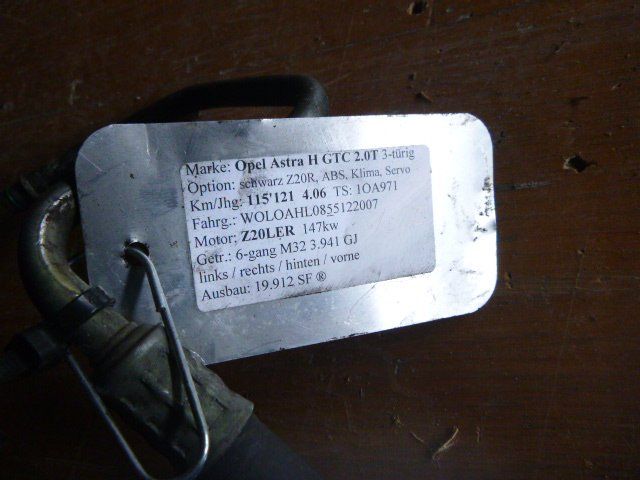 Marke: Opel Astra H GTC 2.0T 3-türig
Option: schwarz Z20R, ABS, Klima, Servo
Km/Jhg: 115'121 4.06 TS: 1OA971
Fahrg.: WOLOAHL0855122007
Motor: Z20LER 147kw
Getr.: 6-gang M32 3.941 GJ
links / rechts / hinten / vorne
Ausbau: 19.912 SF ®